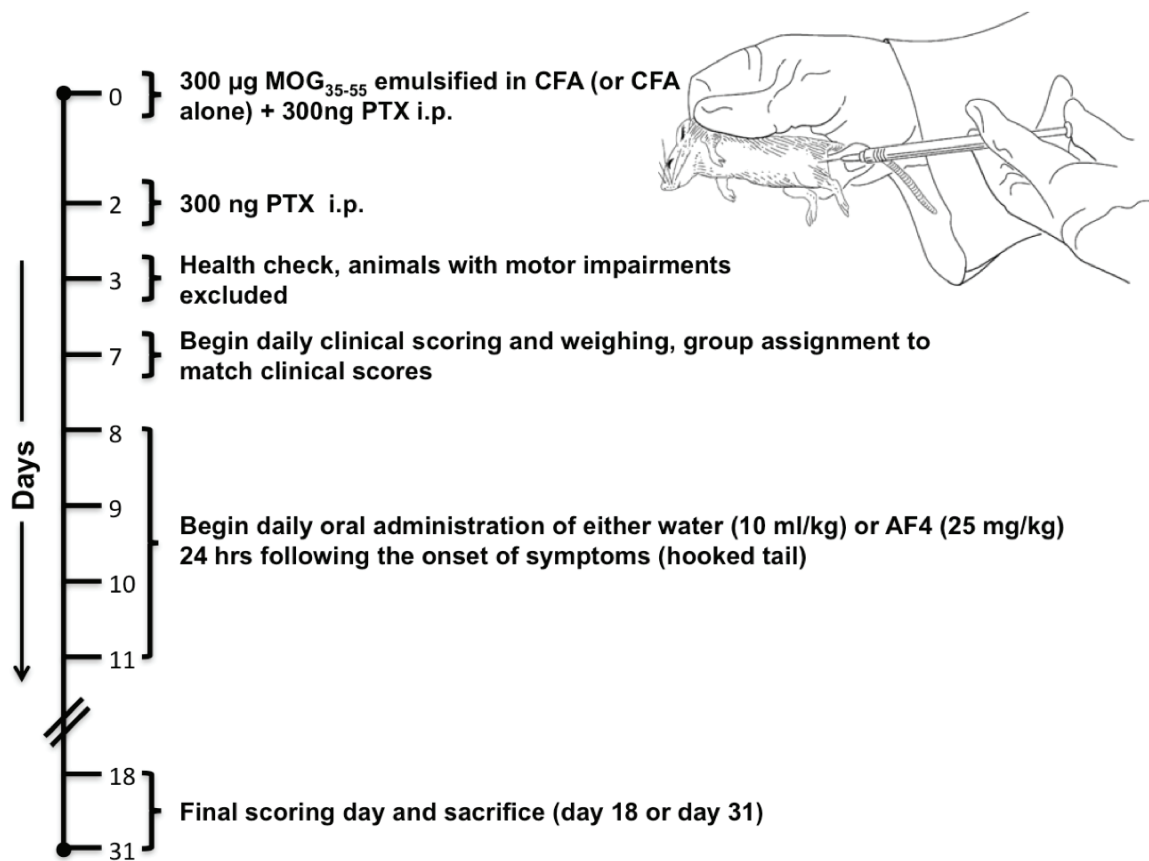 0
300 µg MOG35-55 emulsified in CFA (or CFA
alone) + 300ng PTX i.p.
2
300 ng PTX i.p.
3
Health check, animals with motor impairments
excluded
7
Begin daily clinical scoring and weighing, group assignment to
match clinical scores
Days
8
9
10
11
Begin daily oral administration of either water (10 ml/kg) or AF4 (25 mg/kg)
24 hrs following the onset of symptoms (hooked tail)
18
31
Final scoring day and sacrifice (day 18 or day 31)